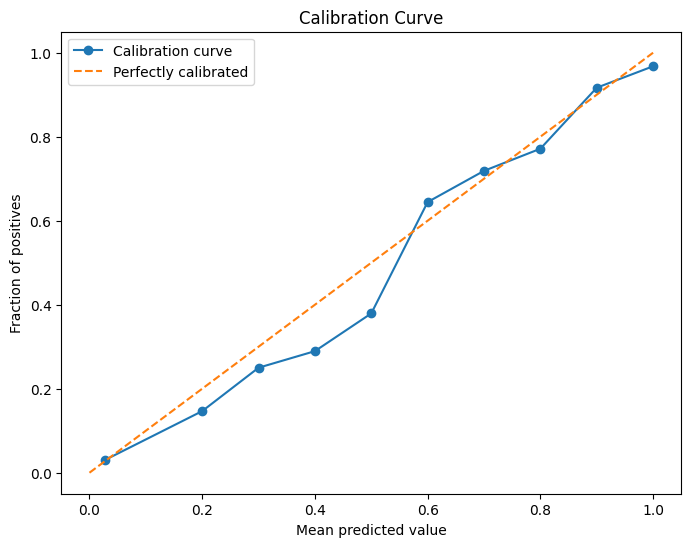 Calibration Curve
Calibration curve
Perfectly calibrated
1.0
0.8
0.6
0.4
0.2
0.0
Fraction of positives
0.0 0.2 0.4 0.6 0.8 1.0
Mean predicted value